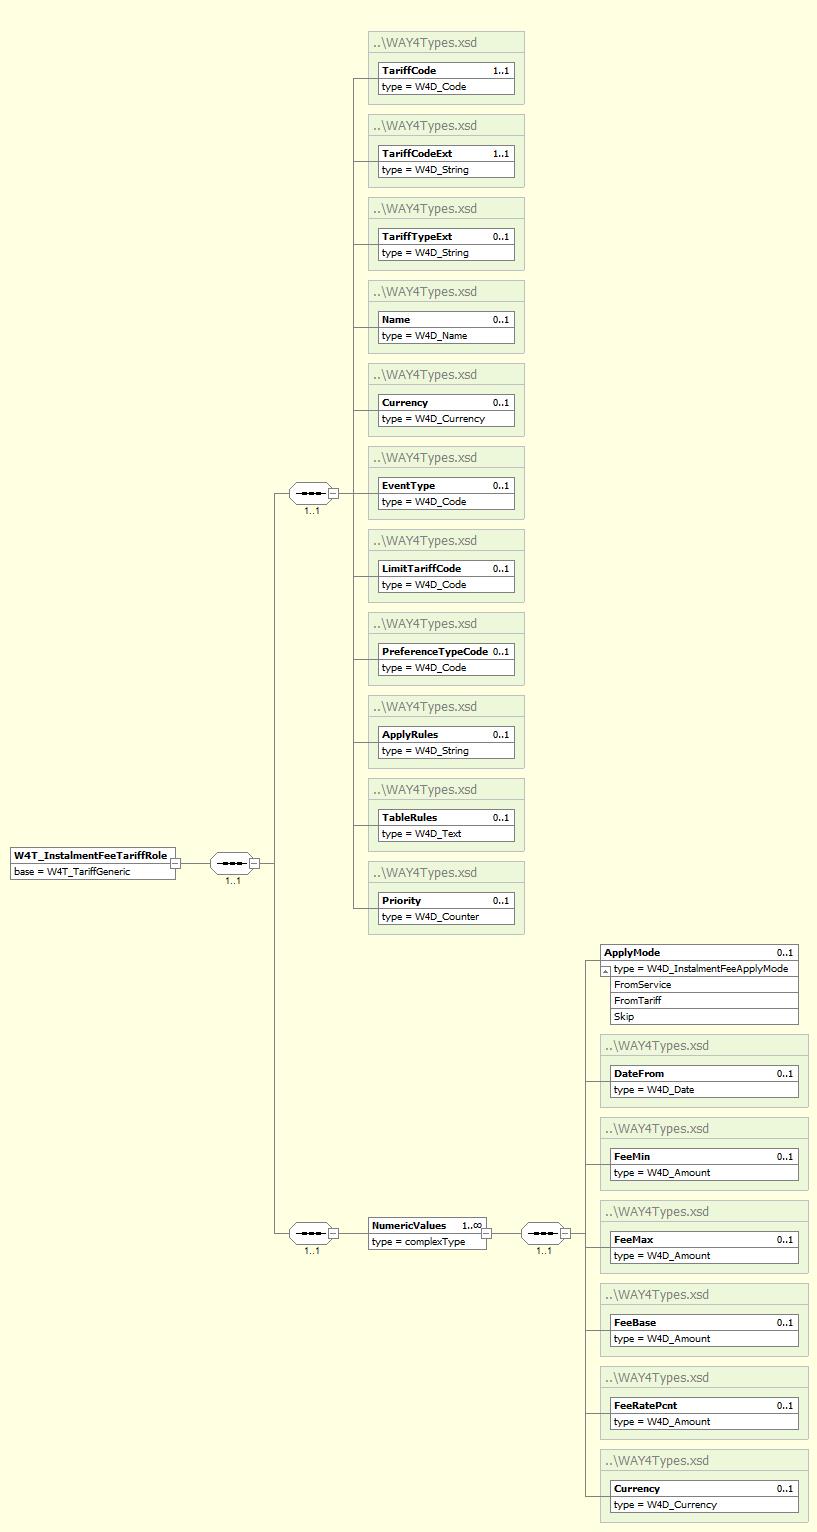 ..\WAY4Types.xsd
TariffCode 1..1
type = W4D_Code
..\WAY4Types.xsd
TariffCodeExt 1..1
type = W4D_String
..\WAY4Types.xsd
TariffTypeExt 0..1
type = W4D_String
..\WAY4Types.xsd
Name 0..1
type = W4D_Name
..\WAY4Types.xsd
Currency 0..1
type = W4D_Currency
..\WAY4Types.xsd
EventType 0..1
type = W4D_Code
1..1
..\WAY4Types.xsd
LimitTariffCode 0..1
type = W4D_Code
..\WAY4Types.xsd
PreferenceTypeCode 0..1
type = W4D_Code
..\WAY4Types.xsd
ApplyRules 0..1
type = W4D_String
..\WAY4Types.xsd
TableRules 0..1
type = W4D_Text
W4T_InstalmentFeeTariffRole
base = W4T_TariffGeneric
1..1
..\WAY4Types.xsd
Priority 0..1
type = W4D_Counter
ApplyMode 0..1
type = W4D_InstalmentFeeApplyMode
FromService
FromTariff
Skip
..\WAY4Types.xsd
DateFrom 0..1
type = W4D_Date
..\WAY4Types.xsd
FeeMin 0..1
type = W4D_Amount
1..1
NumericValues 1..∞
type = complexType
1..1
..\WAY4Types.xsd
FeeMax 0..1
type = W4D_Amount
..\WAY4Types.xsd
FeeBase 0..1
type = W4D_Amount
..\WAY4Types.xsd
FeeRatePcnt 0..1
type = W4D_Amount
..\WAY4Types.xsd
Currency 0..1
type = W4D_Currency